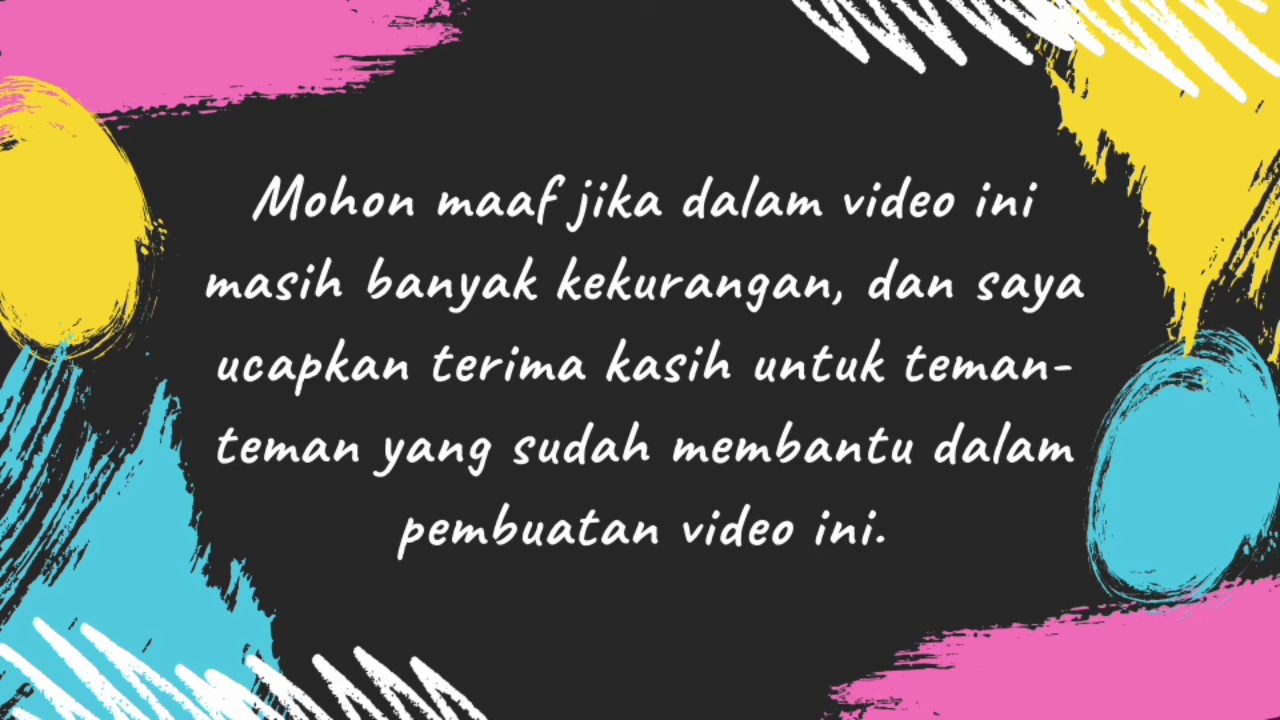 Mohon maaf jika dalam video ini
masih banyak kekurangan, dan saya
ucapkan terima kasih untuk teman-
teman yang sudah membantu dalam
pembuatan video ini.